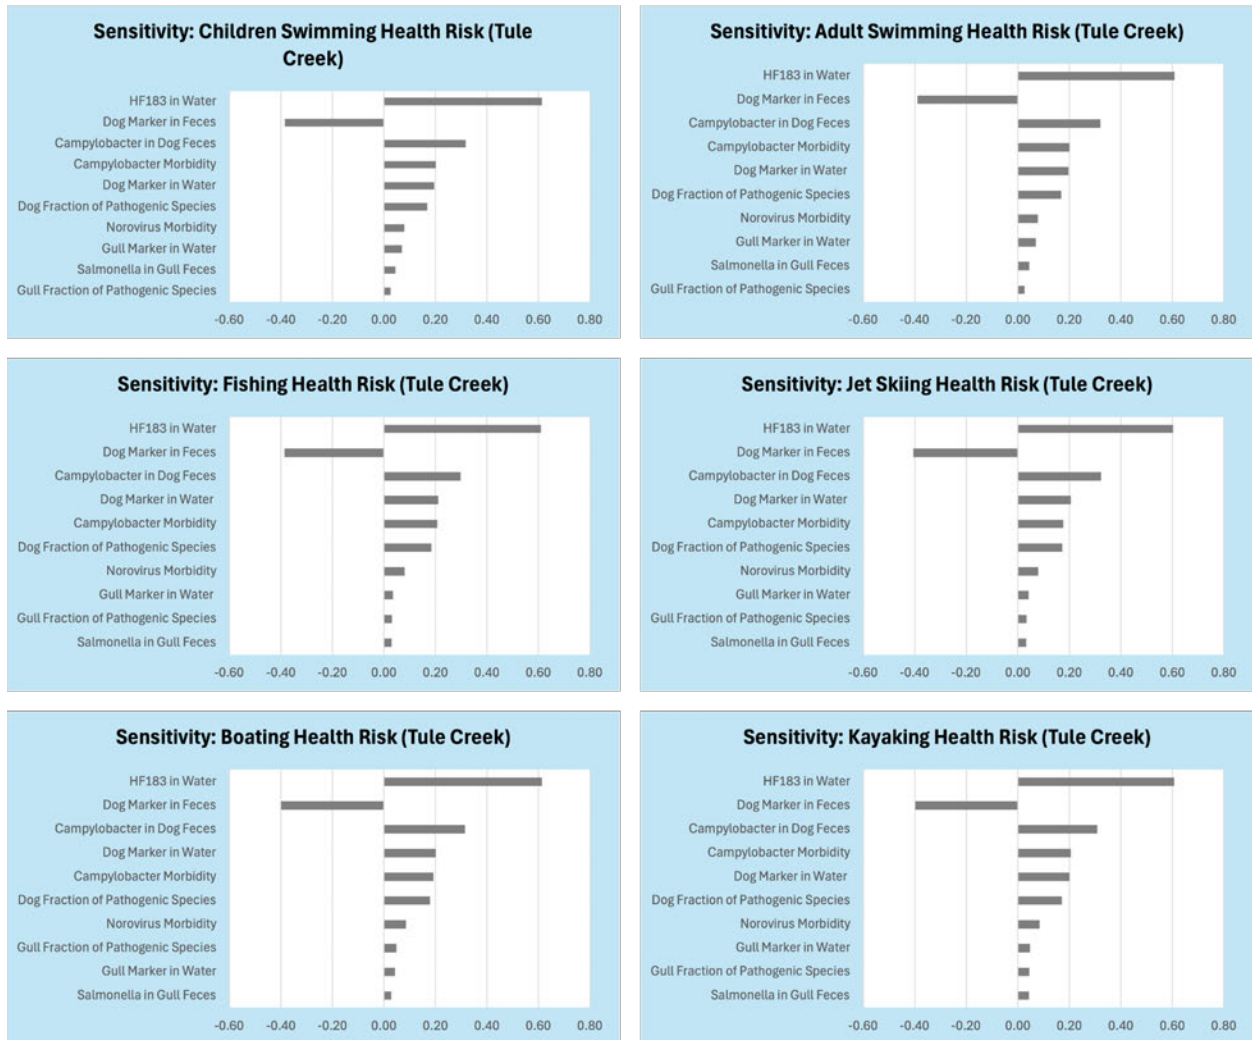 Sensitivity: Children Swimming Health Risk (Tule
Creek)
HF183 in Water
Dog Marker in Feces
Campylobacter in Dog Feces
Campylobacter Morbidity
Dog Marker in Water
Dog Fraction of Pathogenic Species
Norovirus Morbidity
Gull Marker in Water
Salmonella in Gull Feces
Gull Fraction of Pathogenic Species
-0.60 -0.40 -0.20 0.00 0.20 0.40 0.60 0.80
Sensitivity: Adult Swimming Health Risk (Tule Creek)
HF183 in Water
Dog Marker in Feces
Campylobacter in Dog Feces
Campylobacter Morbidity
Dog Marker in Water
Dog Fraction of Pathogenic Species
Norovirus Morbidity
Gull Marker in Water
Salmonella in Gull Feces
Gull Fraction of Pathogenic Species
-0.60 -0.40 -0.20 0.00 0.20 0.40 0.60 0.80
Sensitivity: Fishing Health Risk (Tule Creek)
HF183 in Water
Dog Marker in Feces
Campylobacter in Dog Feces
Dog Marker in Water
Campylobacter Morbidity
Dog Fraction of Pathogenic Species
Norovirus Morbidity
Gull Marker in Water
Gull Fraction of Pathogenic Species
Salmonella in Gull Feces
-0.60 -0.40 -0.20 0.00 0.20 0.40 0.60 0.80
Sensitivity: Jet Skiing Health Risk (Tule Creek)
HF183 in Water
Dog Marker in Feces
Campylobacter in Dog Feces
Dog Marker in Water
Campylobacter Morbidity
Dog Fraction of Pathogenic Species
Norovirus Morbidity
Gull Marker in Water
Gull Fraction of Pathogenic Species
Salmonella in Gull Feces
-0.60 -0.40 -0.20 0.00 0.20 0.40 0.60 0.80
Sensitivity: Boating Health Risk (Tule Creek)
HF183 in Water
Dog Marker in Feces
Campylobacter in Dog Feces
Dog Marker in Water
Campylobacter Morbidity
Dog Fraction of Pathogenic Species
Norovirus Morbidity
Gull Fraction of Pathogenic Species
Gull Marker in Water
Salmonella in Gull Feces
-0.60 -0.40 -0.20 0.00 0.20 0.40 0.60 0.80
Sensitivity: Kayaking Health Risk (Tule Creek)
HF183 in Water
Dog Marker in Feces
Campylobacter in Dog Feces
Campylobacter Morbidity
Dog Marker in Water
Dog Fraction of Pathogenic Species
Norovirus Morbidity
Gull Marker in Water
Gull Fraction of Pathogenic Species
Salmonella in Gull Feces
-0.60 -0.40 -0.20 0.00 0.20 0.40 0.60 0.80